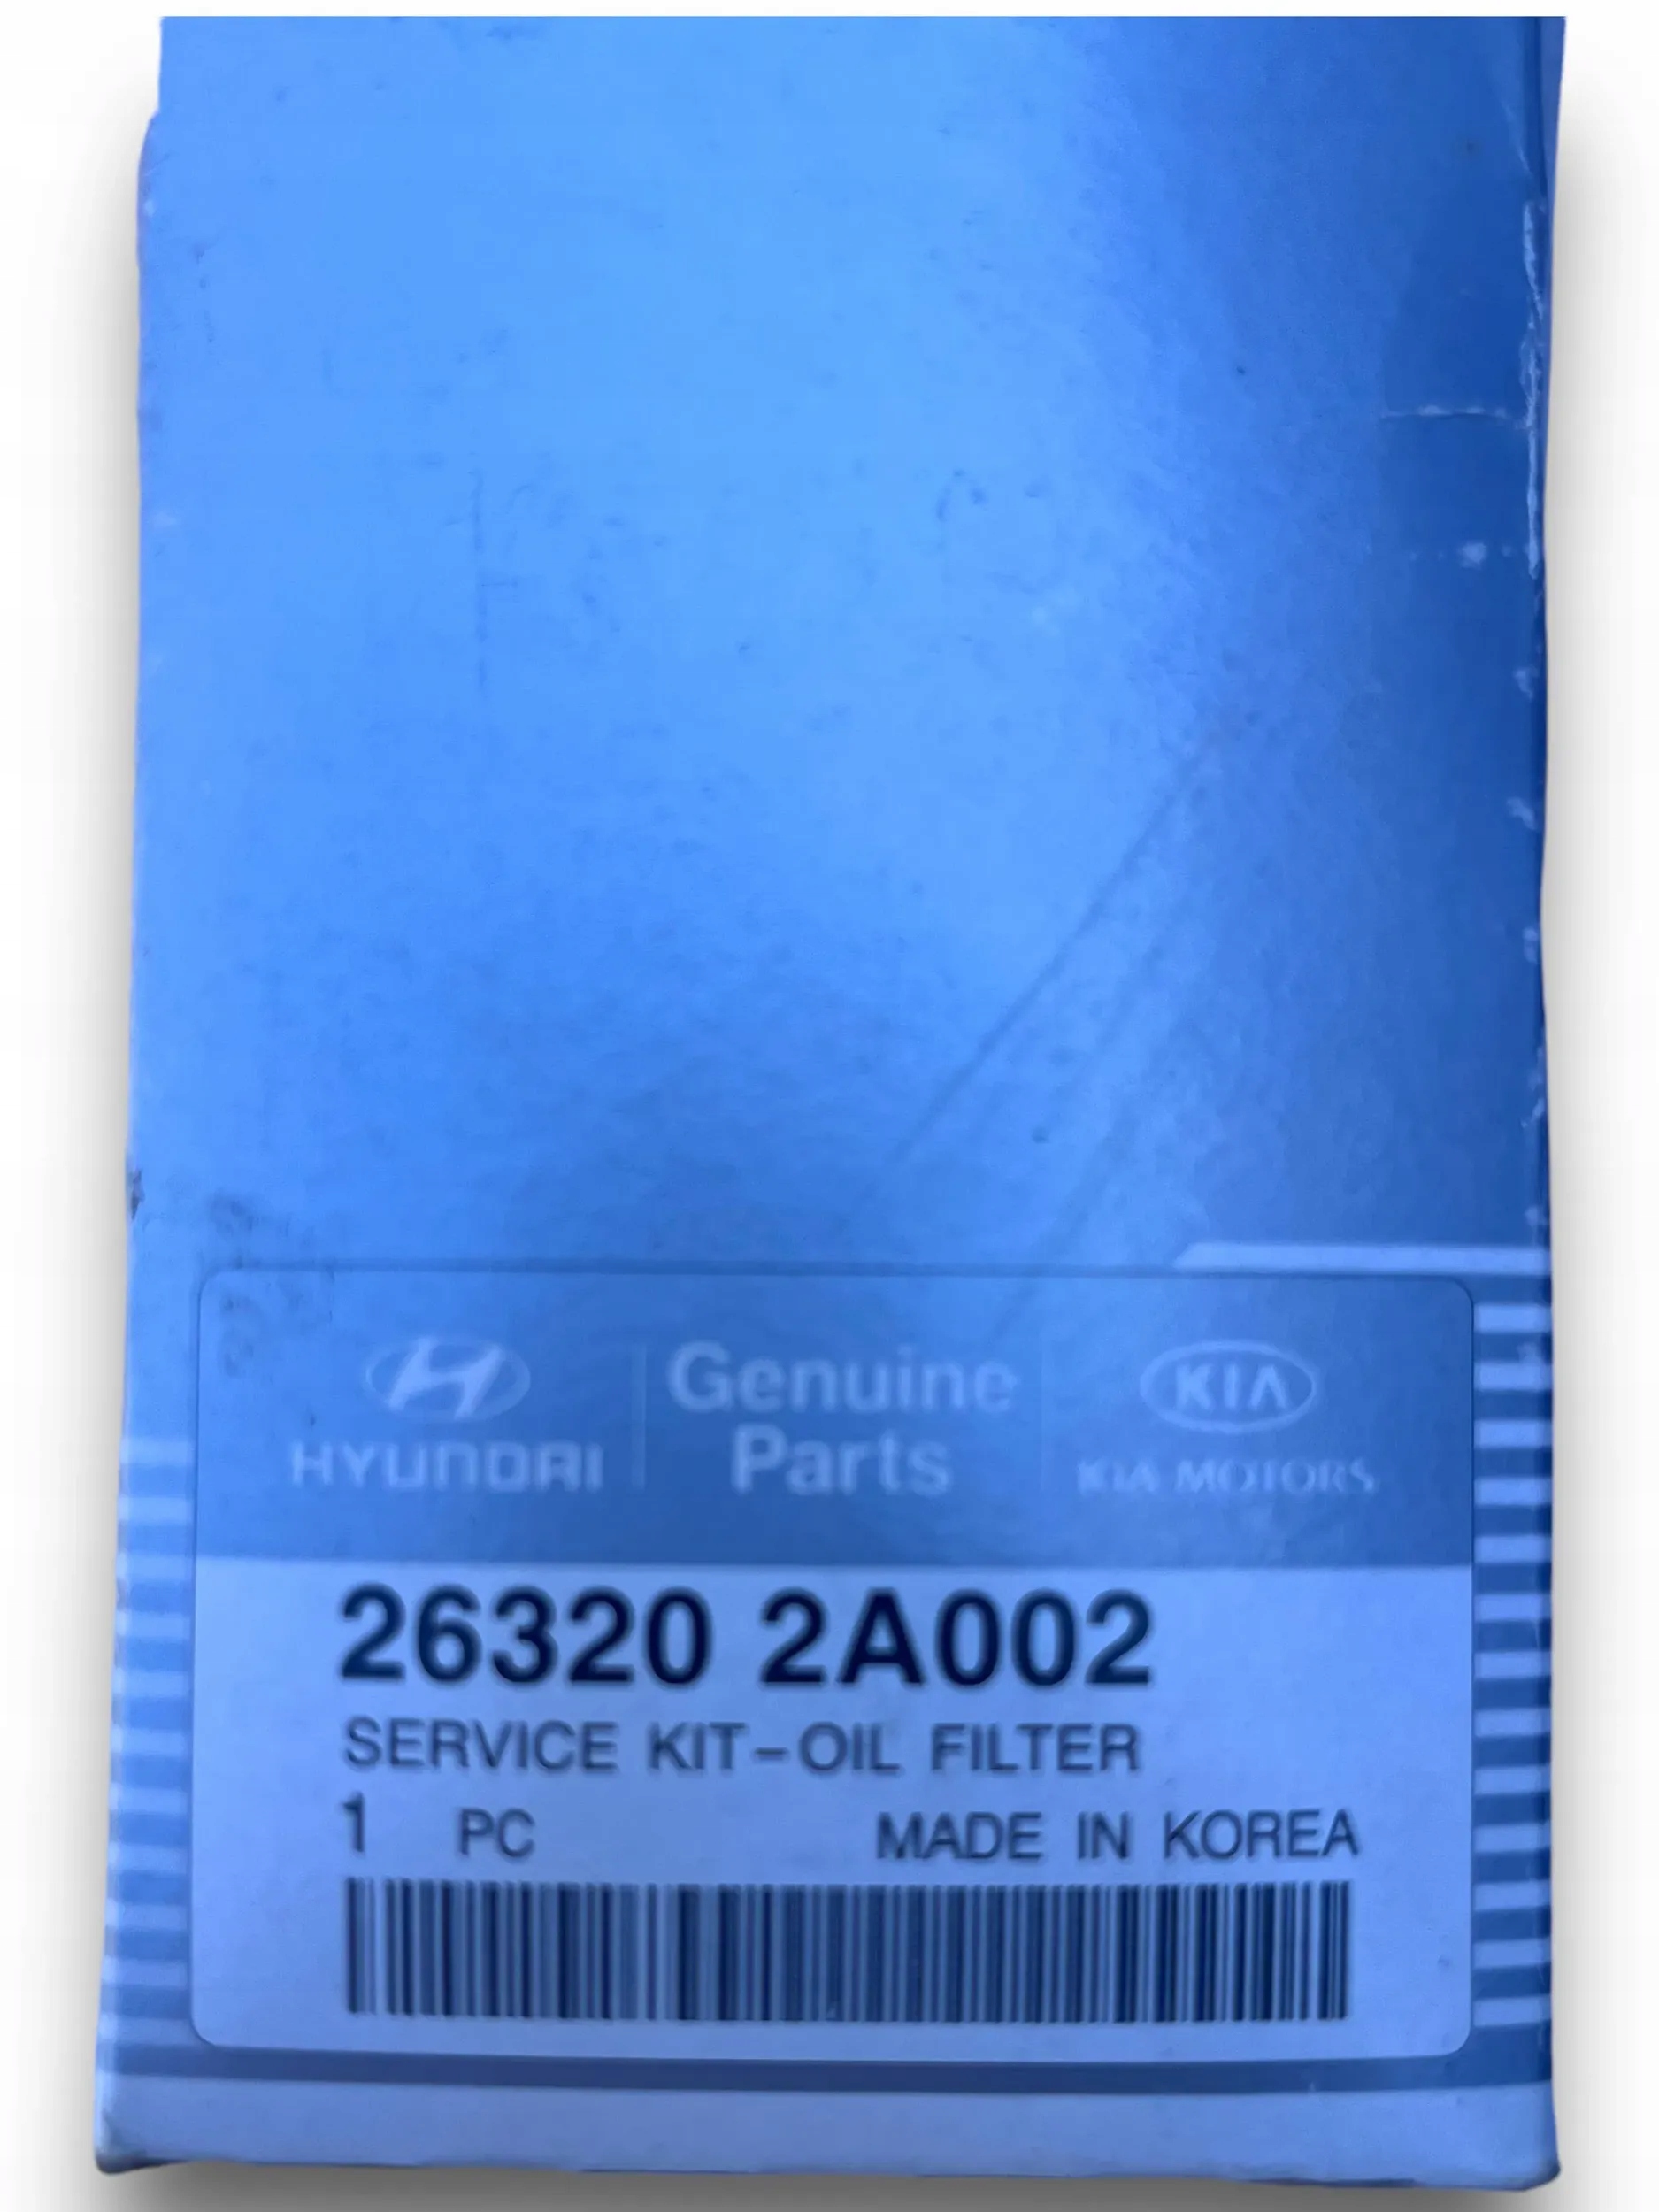 HYUNDAI
Genuine
Parts
KIA
KIA MOTORS
26320 2A002
SERVICE KIT-OIL FILTER
1 PC MADE IN KOREA